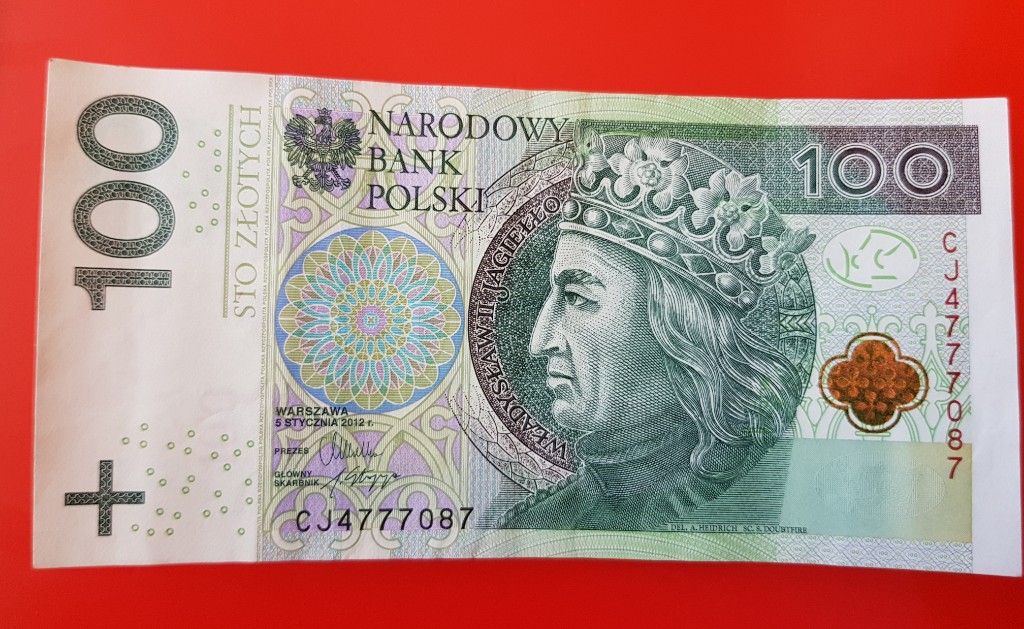 100
STO ZŁOTYCH
NARODOWY
BANK
POLSKI
WŁADYSŁAW II JAGIEŁŁO
100
CJ4777087
WARSZAWA
5 STYCZNIA 2012 r.
PREZES
GŁÓWNY
SKARBNIK
CJ4777087
DEL. A. HEIDRICH SC. S. DOUBTFIRE